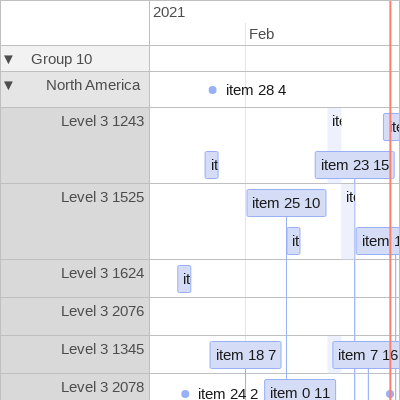 2021
Feb
▼ Group 10
▼ North America
item 28 4
Level 3 1243
ite
ite
it
item 23 15
Level 3 1525
item 25 10
ite
it
item 1
Level 3 1624
it
Level 3 2076
Level 3 1345
item 18 7
item 7 16
Level 3 2078
item 24 2
item 0 11